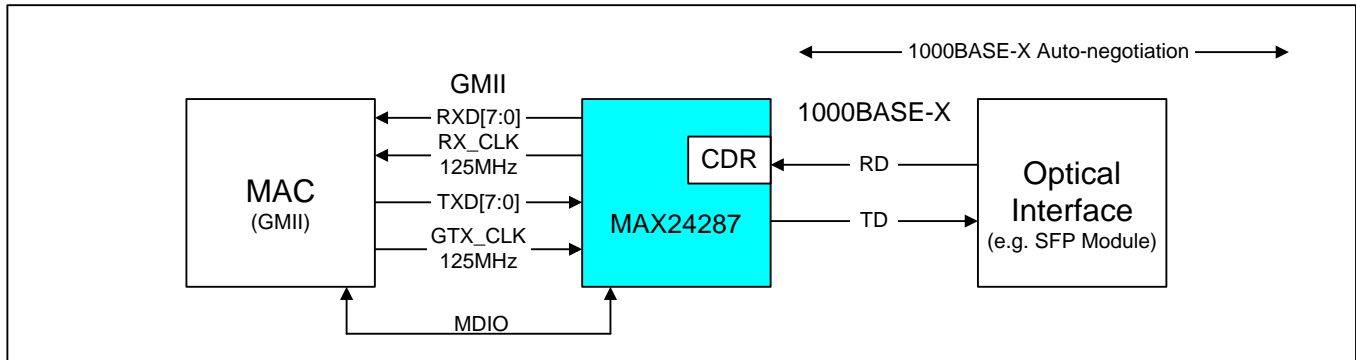 1000BASE-X Auto-negotiation
GMII
RXD[7:0]
RX_CLK
125MHz
TXD[7:0]
GTX_CLK
125MHz
MDIO
MAC
(GMII)
CDR
MAX24287
1000BASE-X
RD
TD
Optical
Interface
(e.g. SFP Module)